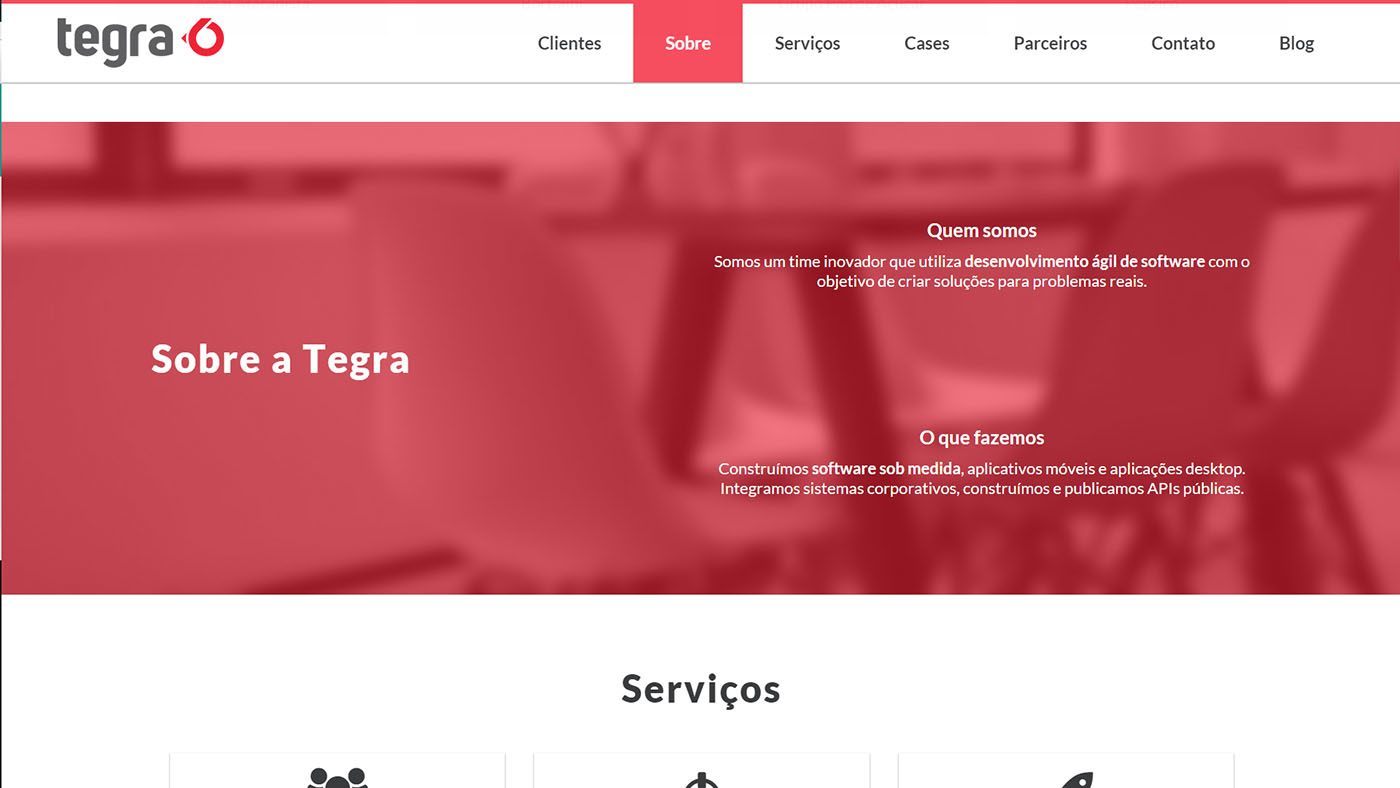 tegra
Clientes
Sobre
Serviços
Cases
Parceiros
Contato
Blog
Sobre a Tegra
Quem somos
Somos um time inovador que utiliza desenvolvimento ágil de software com o
objetivo de criar soluções para problemas reais.
O que fazemos
Construímos software sob medida, aplicativos móveis e aplicações desktop.
Integramos sistemas corporativos, construímos e publicamos APIs públicas.
Serviços